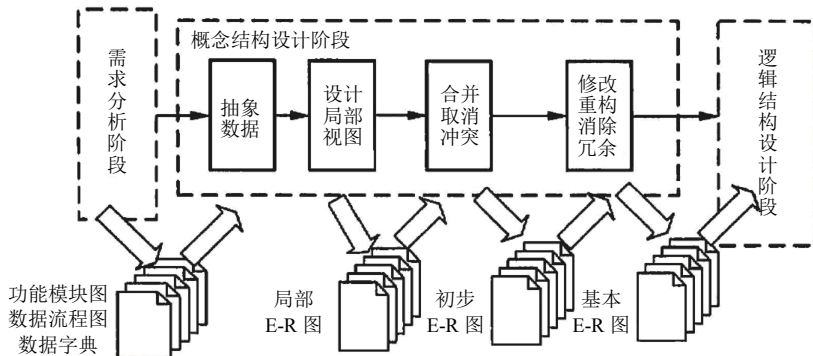 需求分析阶段
概念结构设计阶段
抽象
数据
设计
局部
视图
合并
取消
冲突
修改
重构
消除
冗余
逻辑结构设计阶段
功能模块图
数据流程图
数据字典
局部
E-R 图
初步
E-R 图
基本
E-R 图